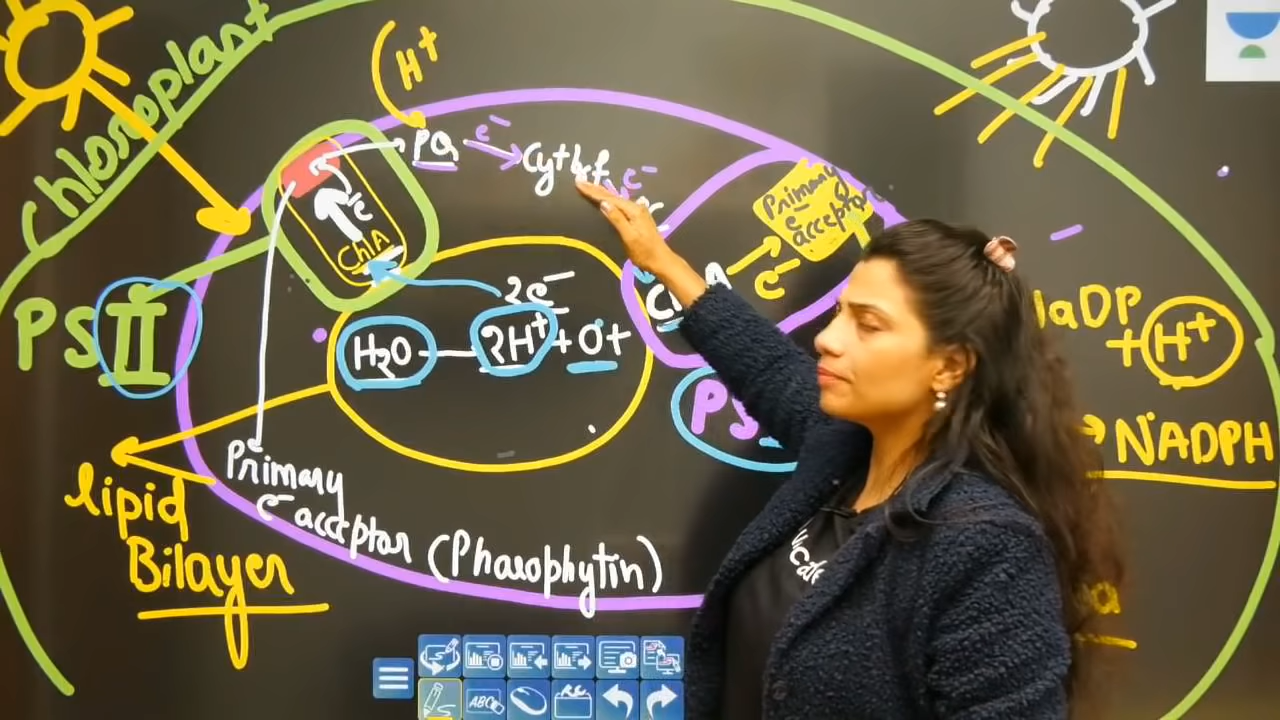 Chloroplast
H+
PQ
e-
Cyt b6f
e-
Primary
e-
acceptor
e-
ChlA
e-
PS II
2e-
H2O
2H+ + O +
NaDP
+ H+
PS
NADPH
lipid
Bilayer
Primary
e- acceptor (Phaeophytin)
ABC